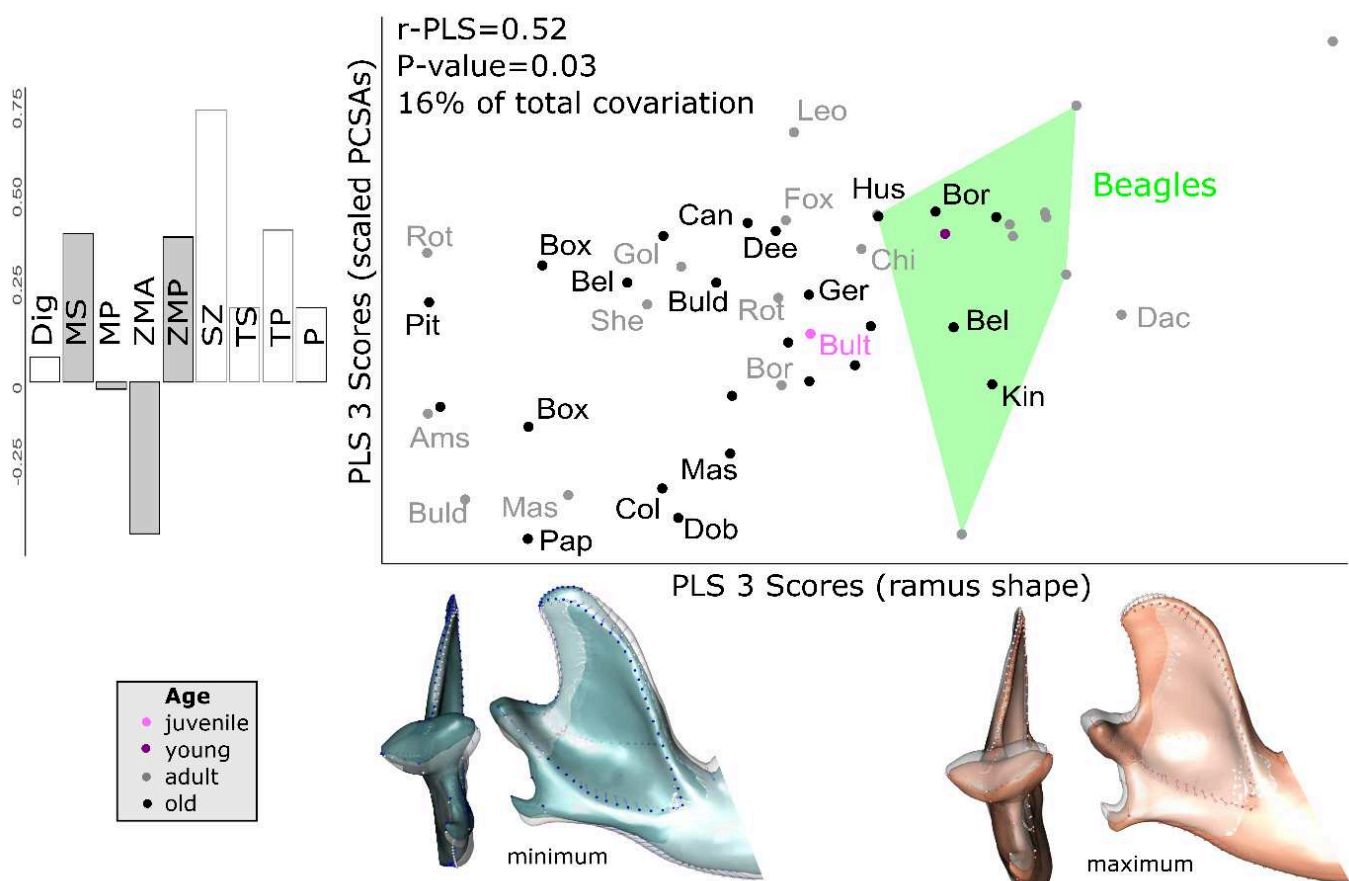 r-PLS=0.52
P-value=0.03
16% of total covariation
0.75
0.50
0.25
0
-0.25
Dig
MS
MP
ZMA
ZMP
SZ
TS
TP
P
PLS 3 Scores (scaled PCSAs)
Leo
Beagles
Hus
Bor
Fox
Can
Dee
Rot
Box
Gol
Chi
Bel
Buld
Ger
She
Rot
Pit
Dac
Bel
Bult
Bor
Kin
Box
Ams
Mas
Buld
Mas
Col
Dob
Pap
PLS 3 Scores (ramus shape)
Age
juvenile
young
adult
old
minimum
maximum